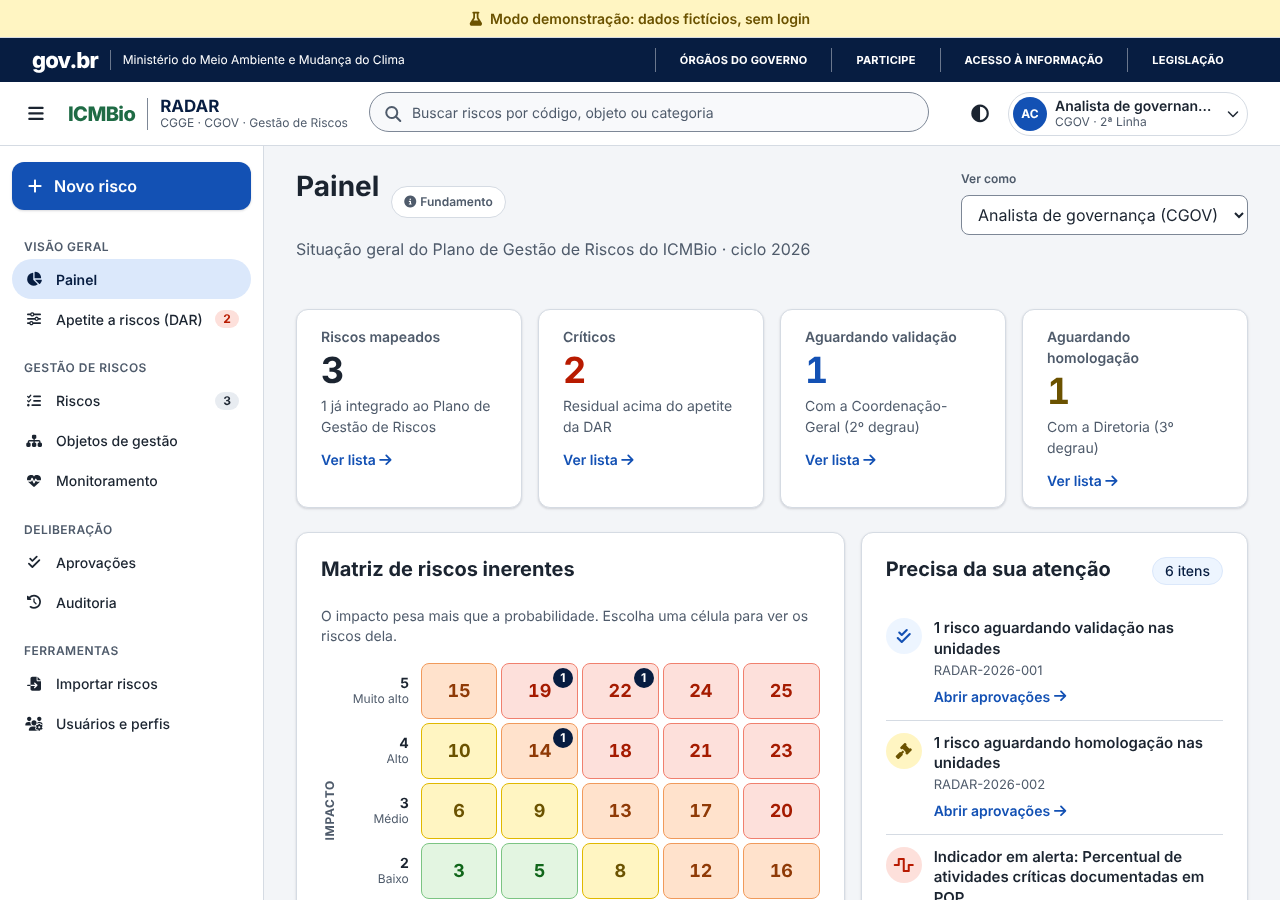 Modo demonstração: dados fictícios, sem login
gov.br
Ministério do Meio Ambiente e Mudança do Clima
ÓRGÃOS DO GOVERNO
PARTICIPE
ACESSO À INFORMAÇÃO
LEGISLAÇÃO
ICMBio
RADAR
CGGE · CGOV · Gestão de Riscos
Buscar riscos por código, objeto ou categoria
AC
Analista de governan...
CGOV · 2ª Linha
Novo risco
VISÃO GERAL
Painel
Apetite a riscos (DAR) 2
GESTÃO DE RISCOS
Riscos 3
Objetos de gestão
Monitoramento
DELIBERAÇÃO
Aprovações
Auditoria
FERRAMENTAS
Importar riscos
Usuários e perfis
Painel
Fundamento
Situação geral do Plano de Gestão de Riscos do ICMBio · ciclo 2026
Ver como
Analista de governança (CGOV)
Riscos mapeados
3
1 já integrado ao Plano de
Gestão de Riscos
Ver lista
Críticos
2
Residual acima do apetite
da DAR
Ver lista
Aguardando validação
1
Com a Coordenação-
Geral (2º degrau)
Ver lista
Aguardando
homologação
1
Com a Diretoria (3º
degrau)
Ver lista
Matriz de riscos inerentes
O impacto pesa mais que a probabilidade. Escolha uma célula para ver os
riscos dela.
IMPACTO
5
Muito alto
15 19 1 22 1 24 25
4
Alto
10 14 1 18 21 23
3
Médio
6 9 13 17 20
2
Baixo
3 5 8 12 16
Precisa da sua atenção
6 itens
1 risco aguardando validação nas
unidades
RADAR-2026-001
Abrir aprovações
1 risco aguardando homologação nas
unidades
RADAR-2026-002
Abrir aprovações
Indicador em alerta: Percentual de
atividades críticas documentadas em
POP